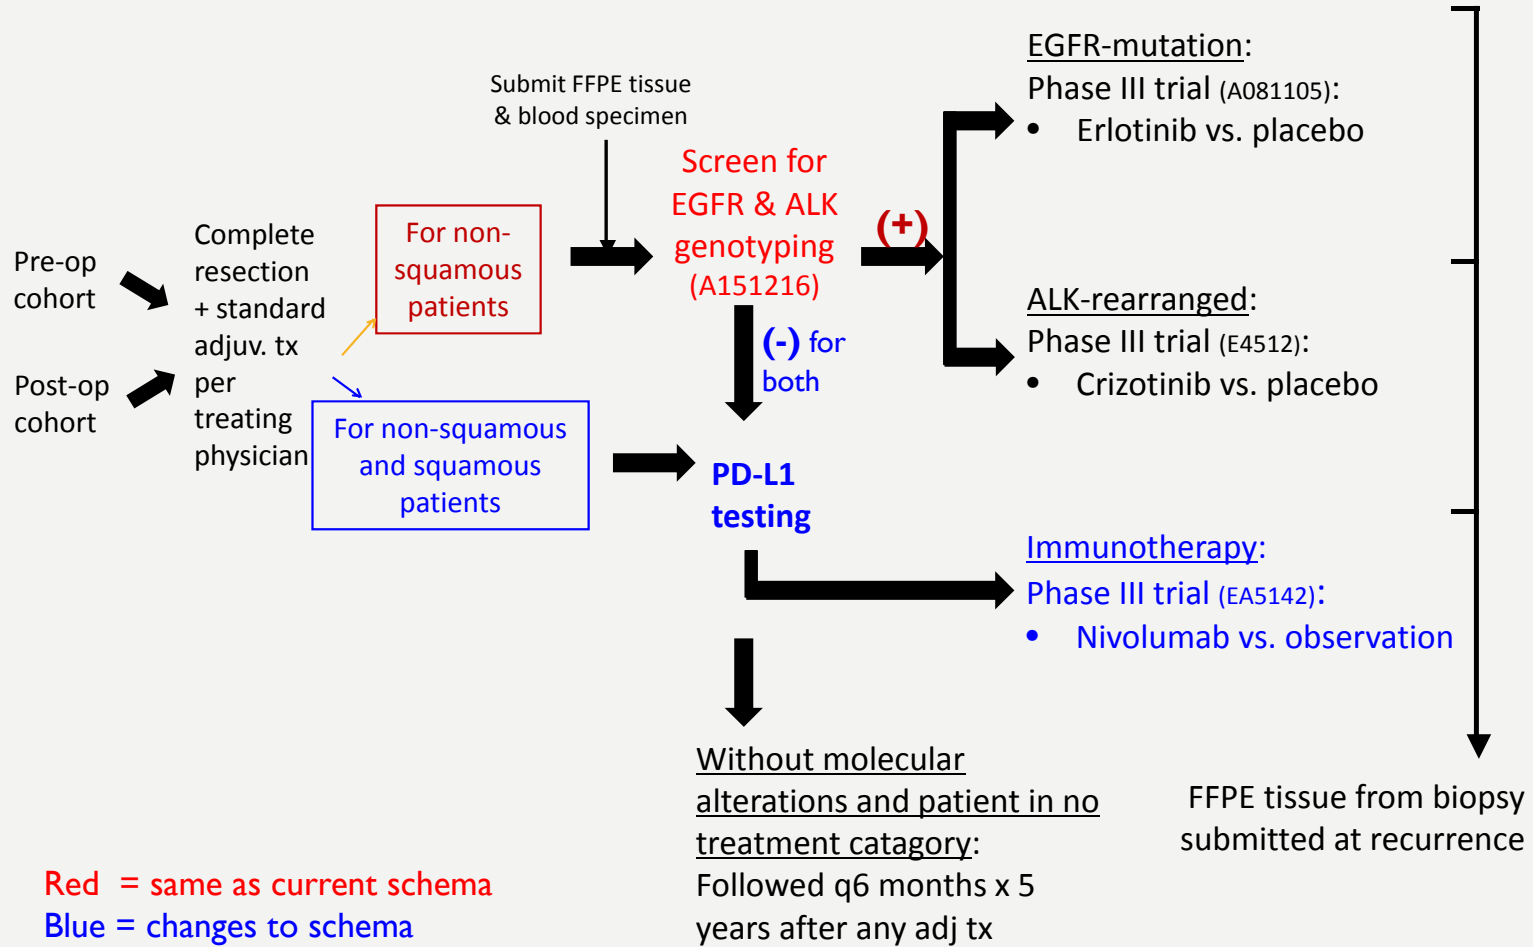 Pre-op
cohort
Post-op
cohort
Complete
resection
+ standard
adjuv. tx
per
treating
physician
For non-
squamous
patients
For non-squamous
and squamous
patients
Submit FFPE tissue
& blood specimen
Screen for
EGFR & ALK
genotyping
(A151216)
(+)
(-) for
both
PD-L1
testing
EGFR-mutation:
Phase III trial (A081105):
• Erlotinib vs. placebo
ALK-rearranged:
Phase III trial (E4512):
• Crizotinib vs. placebo
Immunotherapy:
Phase III trial (EA5142):
• Nivolumab vs. observation
Without molecular
alterations and patient in no
treatment catagory:
Followed q6 months x 5
years after any adj tx
FFPE tissue from biopsy
submitted at recurrence
Red = same as current schema
Blue = changes to schema